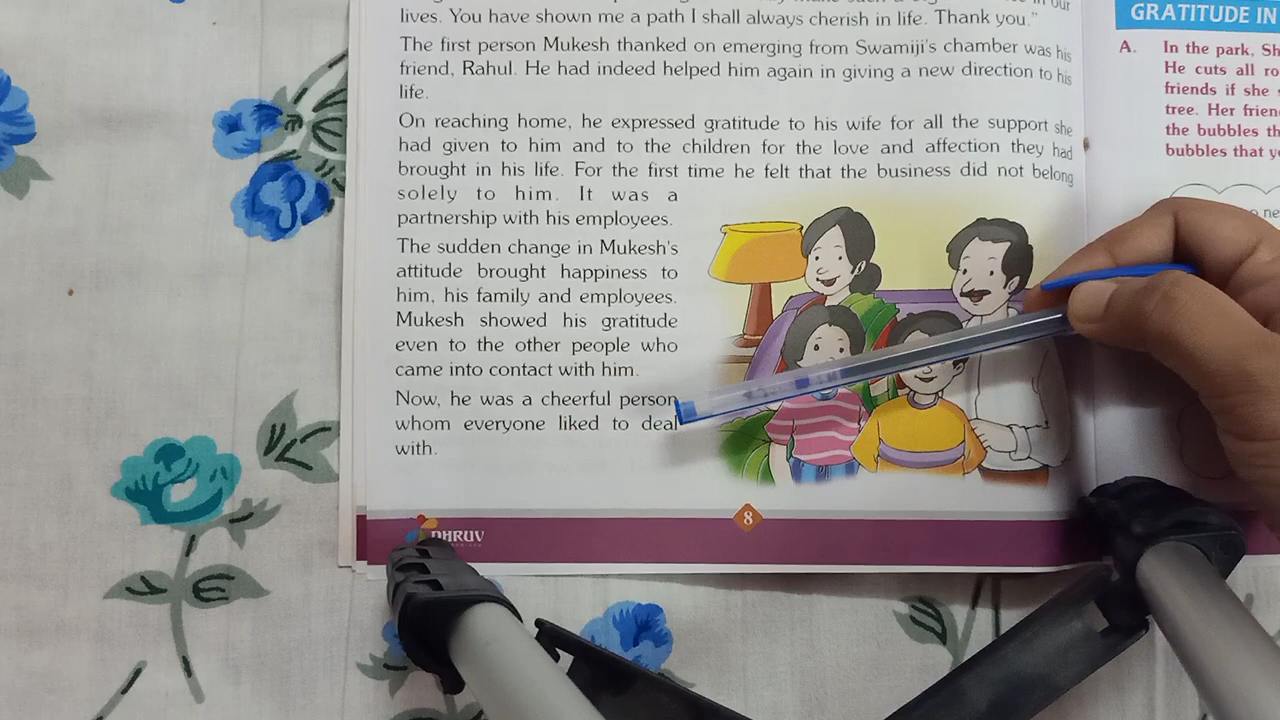 lives. You have shown me a path I shall always cherish in life. Thank you."
The first person Mukesh thanked on emerging from Swamiji's chamber was his
friend, Rahul. He had indeed helped him again in giving a new direction to his
life.
On reaching home, he expressed gratitude to his wife for all the support she
had given to him and to the children for the love and affection they had
brought in his life. For the first time he felt that the business did not belong
solely to him. It was a
partnership with his employees.
The sudden change in Mukesh's
attitude brought happiness to
him, his family and employees.
Mukesh showed his gratitude
even to the other people who
came into contact with him.
Now, he was a cheerful person
whom everyone liked to deal
with.
8
DHRUV
GRATITUDE IN
A. In the park, Sh
He cuts all ro
friends if she
tree. Her frien
the bubbles th
bubbles that y